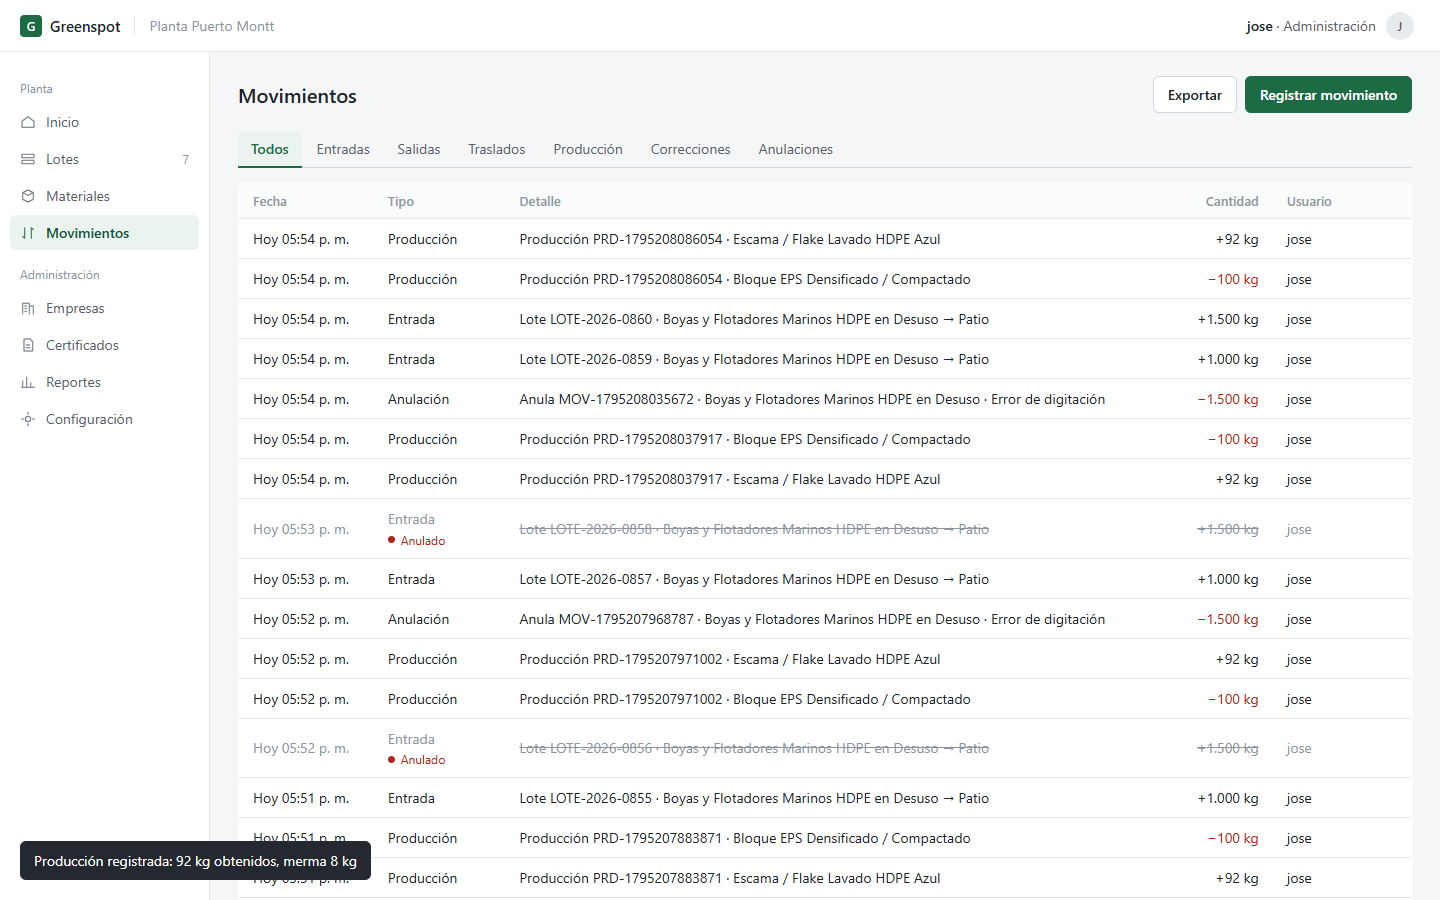 G Greenspot Planta Puerto Montt
jose · Administración J
Planta
Inicio
Lotes 7
Materiales
Movimientos
Administración
Empresas
Certificados
Reportes
Configuración
Movimientos
Exportar Registrar movimiento
Todos Entradas Salidas Traslados Producción Correcciones Anulaciones
Fecha Tipo Detalle Cantidad Usuario
Hoy 05:54 p. m. Producción Producción PRD-1795208086054 · Escama / Flake Lavado HDPE Azul +92 kg jose
Hoy 05:54 p. m. Producción Producción PRD-1795208086054 · Bloque EPS Densificado / Compactado −100 kg jose
Hoy 05:54 p. m. Entrada Lote LOTE-2026-0860 · Boyas y Flotadores Marinos HDPE en Desuso → Patio +1.500 kg jose
Hoy 05:54 p. m. Entrada Lote LOTE-2026-0859 · Boyas y Flotadores Marinos HDPE en Desuso → Patio +1.000 kg jose
Hoy 05:54 p. m. Anulación Anula MOV-1795208035672 · Boyas y Flotadores Marinos HDPE en Desuso · Error de digitación −1.500 kg jose
Hoy 05:54 p. m. Producción Producción PRD-1795208037917 · Bloque EPS Densificado / Compactado −100 kg jose
Hoy 05:54 p. m. Producción Producción PRD-1795208037917 · Escama / Flake Lavado HDPE Azul +92 kg jose
Hoy 05:53 p. m. Entrada Lote LOTE-2026-0858 · Boyas y Flotadores Marinos HDPE en Desuso → Patio +1.500 kg jose
Anulado
Hoy 05:53 p. m. Entrada Lote LOTE-2026-0857 · Boyas y Flotadores Marinos HDPE en Desuso → Patio +1.000 kg jose
Hoy 05:52 p. m. Anulación Anula MOV-1795207968787 · Boyas y Flotadores Marinos HDPE en Desuso · Error de digitación −1.500 kg jose
Hoy 05:52 p. m. Producción Producción PRD-1795207971002 · Escama / Flake Lavado HDPE Azul +92 kg jose
Hoy 05:52 p. m. Producción Producción PRD-1795207971002 · Bloque EPS Densificado / Compactado −100 kg jose
Hoy 05:52 p. m. Entrada Lote LOTE-2026-0856 · Boyas y Flotadores Marinos HDPE en Desuso → Patio +1.500 kg jose
Anulado
Hoy 05:51 p. m. Entrada Lote LOTE-2026-0855 · Boyas y Flotadores Marinos HDPE en Desuso → Patio +1.000 kg jose
Hoy 05:51 p. m. Producción Producción PRD-1795207883871 · Bloque EPS Densificado / Compactado −100 kg jose
Producción registrada: 92 kg obtenidos, merma 8 kg
Producción Producción PRD-1795207883871 · Escama / Flake Lavado HDPE Azul +92 kg jose